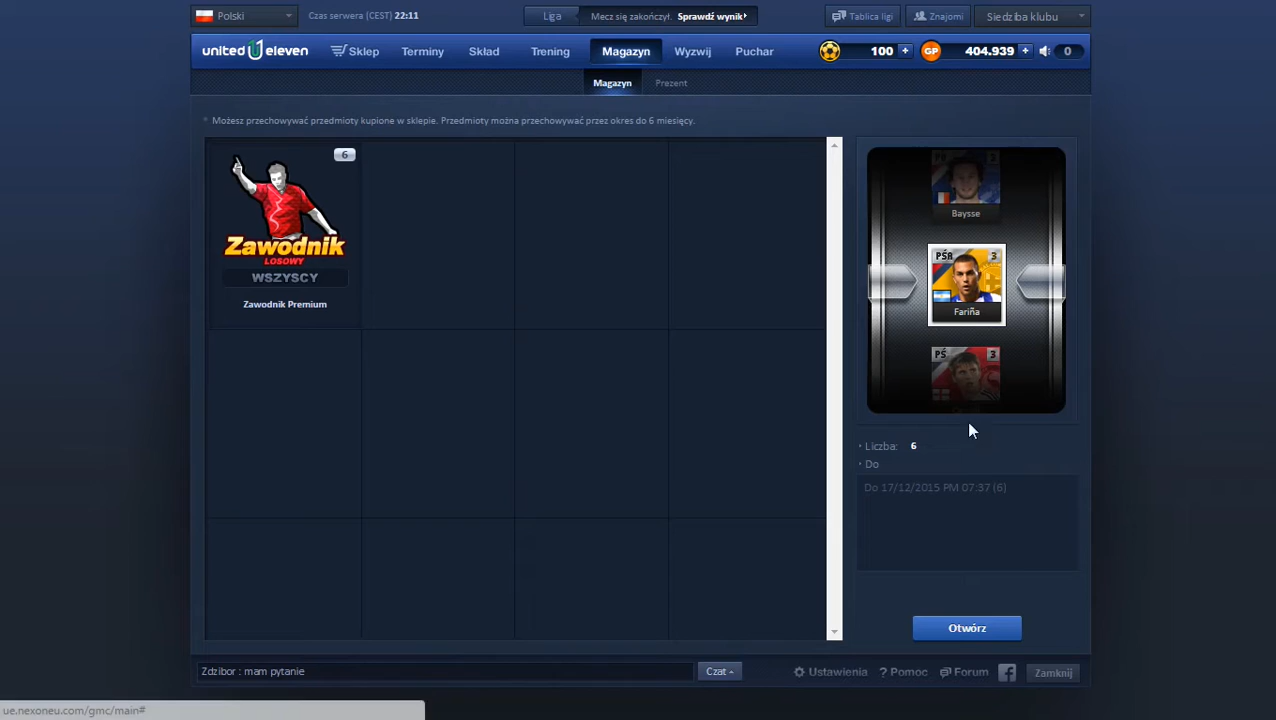 Polski
Czas serwera (CEST) 22:11
Liga
Mecz się zakończył. Sprawdź wynik
Tablica ligi
Znajomi
Siedziba klubu
united eleven
Sklep
Terminy
Skład
Trening
Magazyn
Wyzwij
Puchar
100 +
GP 404.939 +
0
Magazyn
Prezent
* Możesz przechowywać przedmioty kupione w sklepie. Przedmioty można przechowywać przez okres do 6 miesięcy.
6
Zawodnik
LOSOWY
WSZYSCY
Zawodnik Premium
3
Baysse
PŚR 3
Fariña
PŚ 3
• Liczba: 6
• Do
Do 17/12/2015 PM 07:37 (6)
Otwórz
Zdzibor : mam pytanie
Czat
Ustawienia
? Pomoc
Forum
Zamknij
ue.nexoneu.com/gmc/main#